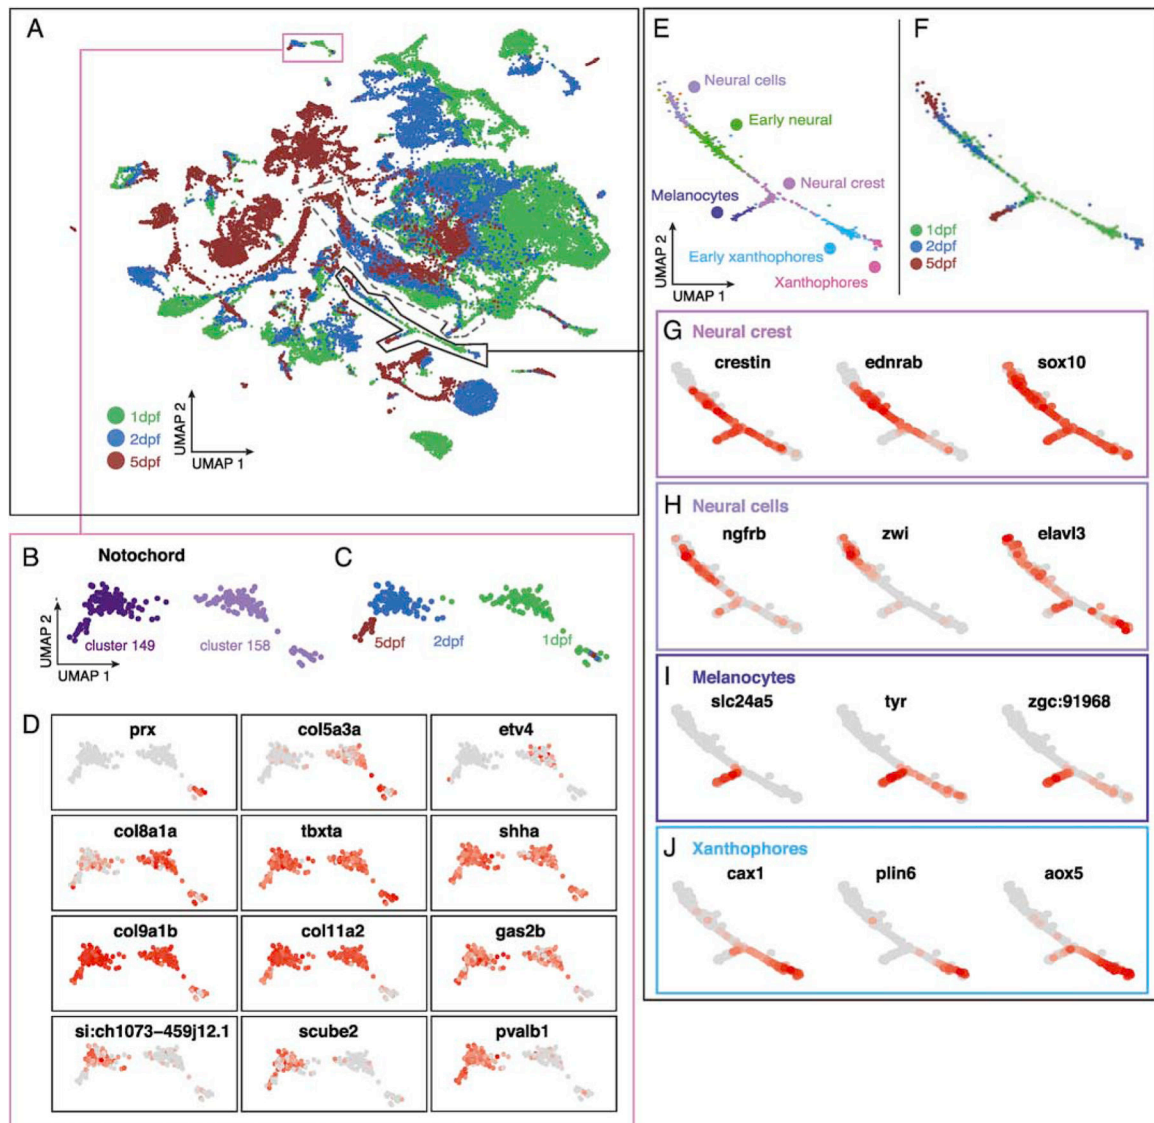 A
1dpf
2dpf
5dpf
UMAP 2
UMAP 1
B
Notochord
cluster 149
cluster 158
UMAP 2
UMAP 1
C
5dpf
2dpf
1dpf
D
prx
col5a3a
etv4
col8a1a
tbxta
shha
col9a1b
col11a2
gas2b
si:ch1073–459j12.1
scube2
pvalb1
E
Neural cells
Early neural
Neural crest
Melanocytes
Early xanthophores
Xanthophores
UMAP 2
UMAP 1
F
1dpf
2dpf
5dpf
G Neural crest
crestin
ednrab
sox10
H Neural cells
ngfrb
zwi
elavl3
I Melanocytes
slc24a5
tyr
zgc:91968
J Xanthophores
cax1
plin6
aox5